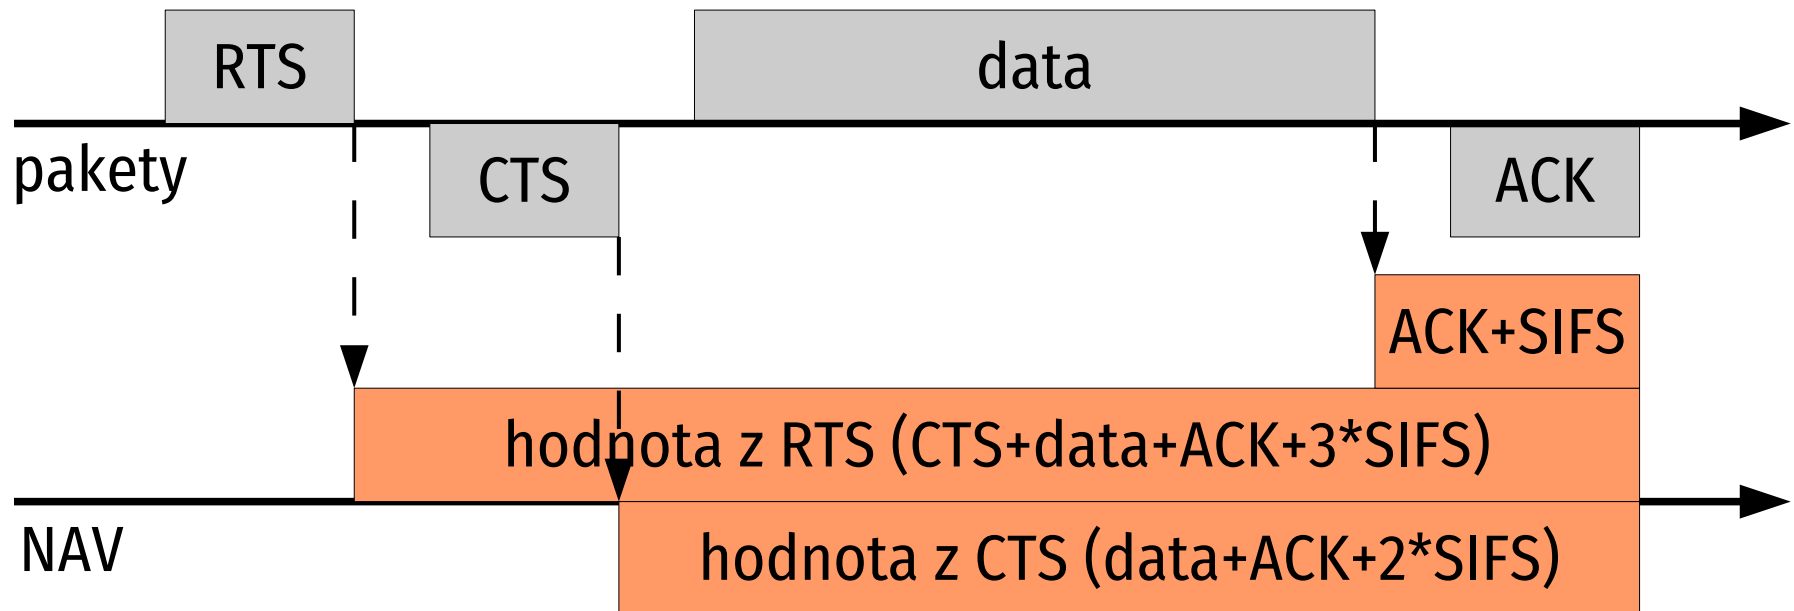 RTS
data
pakety
CTS
ACK
ACK+SIFS
hodnota z RTS (CTS+data+ACK+3*SIFS)
NAV
hodnota z CTS (data+ACK+2*SIFS)